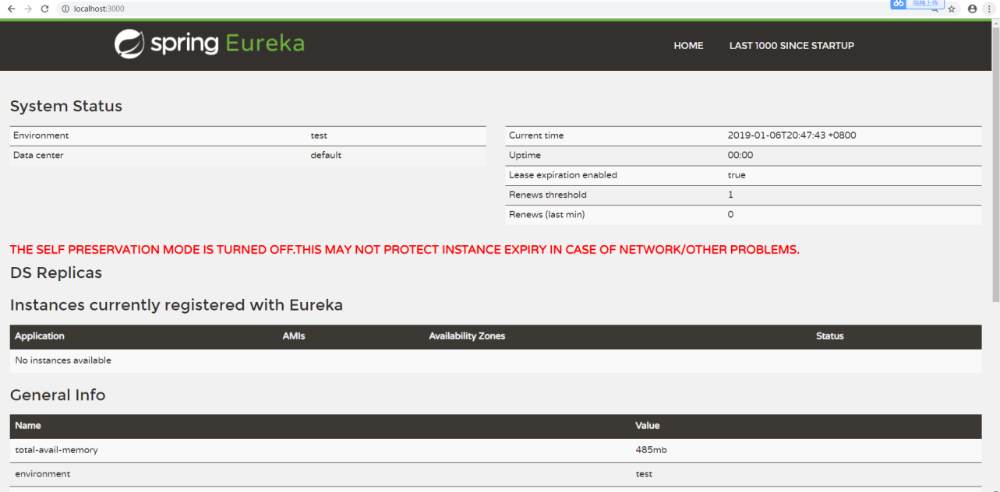 localhost:3000
拖拽上传
spring Eureka
HOME LAST 1000 SINCE STARTUP
System Status
Environment test
Data center default
Current time 2019-01-06T20:47:43 +0800
Uptime 00:00
Lease expiration enabled true
Renews threshold 1
Renews (last min) 0
THE SELF PRESERVATION MODE IS TURNED OFF.THIS MAY NOT PROTECT INSTANCE EXPIRY IN CASE OF NETWORK/OTHER PROBLEMS.
DS Replicas
Instances currently registered with Eureka
Application AMIs Availability Zones Status
No instances available
General Info
Name Value
total-avail-memory 485mb
environment test